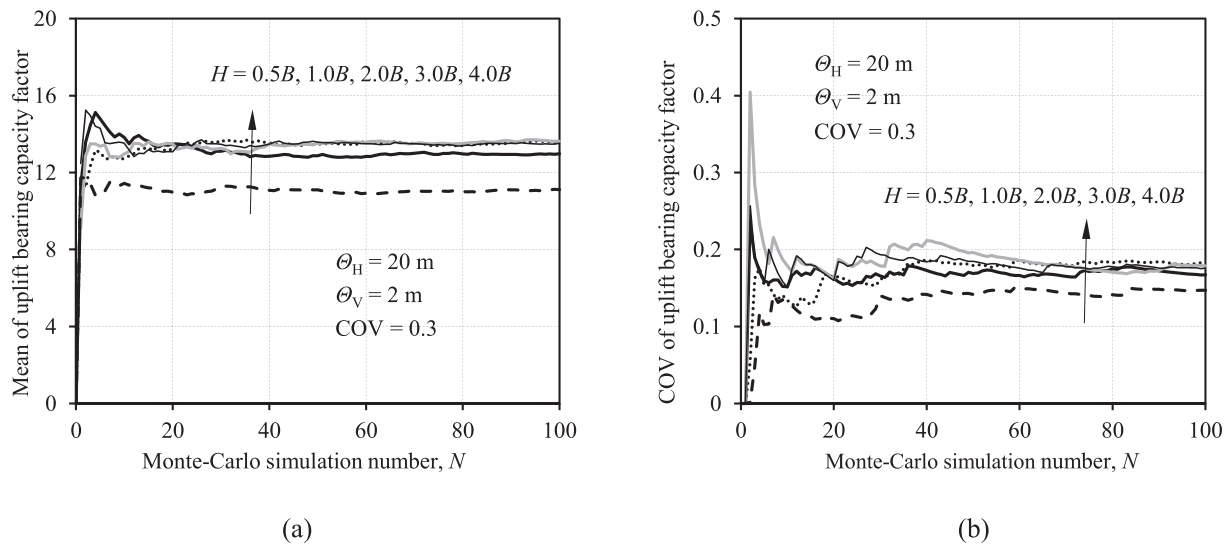 Mean of uplift bearing capacity factor
20
16
12
8
4
0
H = 0.5B, 1.0B, 2.0B, 3.0B, 4.0B
Θ_H = 20 m
Θ_V = 2 m
COV = 0.3
0 20 40 60 80 100
Monte-Carlo simulation number, N
(a)
COV of uplift bearing capacity factor
0.5
0.4
0.3
0.2
0.1
0
Θ_H = 20 m
Θ_V = 2 m
COV = 0.3
H = 0.5B, 1.0B, 2.0B, 3.0B, 4.0B
0 20 40 60 80 100
Monte-Carlo simulation number, N
(b)